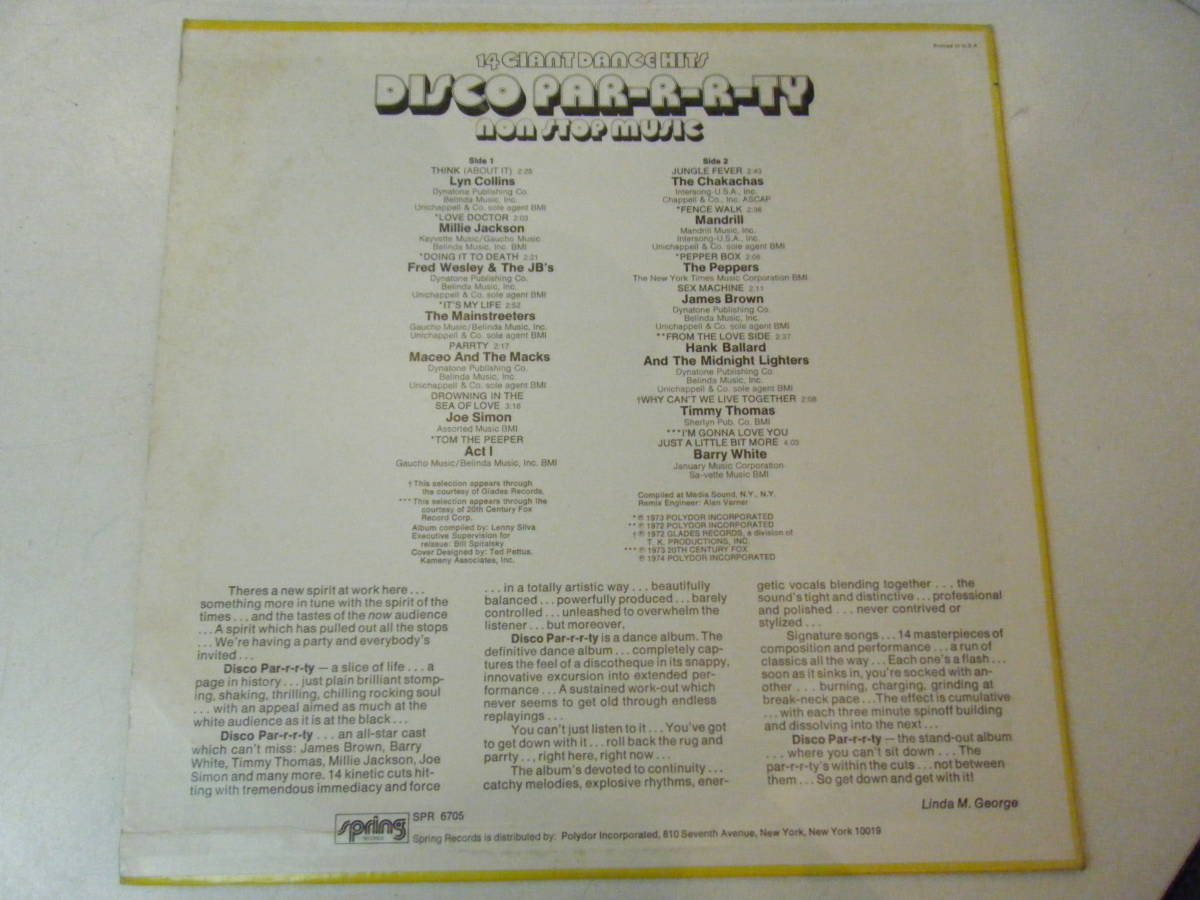 Printed in U.S.A.
14 GIANT DANCE HITS
DISCO PAR-R-R-TY
NON STOP MUSIC
Side 1
THINK (ABOUT IT) 2:28
Lyn Collins
Dynatone Publishing Co.
Belinda Music, Inc.
Unichappell & Co. sole agent BMI
*LOVE DOCTOR 2:03
Millie Jackson
Keyvette Music/Gaucho Music
Belinda Music, Inc. BMI
*DOING IT TO DEATH 2:21
Fred Wesley & The JB's
Dynatone Publishing Co.
Belinda Music, Inc.
Unichappell & Co. sole agent BMI
*IT'S MY LIFE 2:52
The Mainstreeters
Gaucho Music/Belinda Music, Inc.
Unichappell & Co. sole agent BMI
PARRTY 2:17
Maceo And The Macks
Dynatone Publishing Co.
Belinda Music, Inc.
Unichappell & Co. sole agent BMI
DROWNING IN THE
SEA OF LOVE 3:16
Joe Simon
Assorted Music BMI
*TOM THE PEEPER
Act I
Gaucho Music/Belinda Music, Inc. BMI
† This selection appears through
the courtesy of Glades Records.
*** This selection appears through the
courtesy of 20th Century Fox
Record Corp.
Album compiled by: Lenny Silva
Executive Supervision for
reissue: Bill Spitalsky
Cover Designed by: Ted Pettus,
Kameny Associates, Inc.
Side 2
JUNGLE FEVER 2:43
The Chakachas
Intersong-U.S.A., Inc.
Chappell & Co., Inc. ASCAP
*FENCE WALK 2:36
Mandrill
Mandrill Music, Inc.
Intersong-U.S.A., Inc.
Unichappell & Co. sole agent BMI
*PEPPER BOX 2:06
The Peppers
The New York Times Music Corporation BMI
SEX MACHINE 2:11
James Brown
Dynatone Publishing Co.
Belinda Music, Inc.
Unichappell & Co. sole agent BMI
**FROM THE LOVE SIDE 2:37
Hank Ballard
And The Midnight Lighters
Dynatone Publishing Co.
Belinda Music, Inc.
Unichappell & Co. sole agent BMI
†WHY CAN'T WE LIVE TOGETHER 2:08
Timmy Thomas
Sherlyn Pub. Co. BMI
***I'M GONNA LOVE YOU
JUST A LITTLE BIT MORE 4:03
Barry White
January Music Corporation
Sa-vette Music BMI
Compiled at Media Sound, N.Y., N.Y.
Remix Engineer: Alan Varner
* ℗ 1973 POLYDOR INCORPORATED
** ℗ 1972 POLYDOR INCORPORATED
† ℗ 1972 GLADES RECORDS, a division of
T. K. PRODUCTIONS, INC.
*** ℗ 1973 20TH CENTURY FOX
℗ 1974 POLYDOR INCORPORATED
Theres a new spirit at work here . . .
something more in tune with the spirit of the
times . . . and the tastes of the now audience
. . . A spirit which has pulled out all the stops
. . . We're having a party and everybody's
invited . . .
Disco Par-r-r-ty — a slice of life . . . a
page in history . . . just plain brilliant stomp-
ing, shaking, thrilling, chilling rocking soul
. . . with an appeal aimed as much at the
white audience as it is at the black . . .
Disco Par-r-r-ty . . . an all-star cast
which can't miss: James Brown, Barry
White, Timmy Thomas, Millie Jackson, Joe
Simon and many more. 14 kinetic cuts hit-
ting with tremendous immediacy and force
. . . in a totally artistic way . . . beautifully
balanced . . . powerfully produced . . . barely
controlled . . . unleashed to overwhelm the
listener . . . but moreover,
Disco Par-r-r-ty is a dance album. The
definitive dance album . . . completely cap-
tures the feel of a discotheque in its snappy,
innovative excursion into extended per-
formance . . . A sustained work-out which
never seems to get old through endless
replayings . . .
You can't just listen to it . . . You've got
to get down with it . . . roll back the rug and
parrty . . . right here, right now . . .
The album's devoted to continuity . . .
catchy melodies, explosive rhythms, ener-
getic vocals blending together . . . the
sound's tight and distinctive . . . professional
and polished . . . never contrived or
stylized . . .
Signature songs . . . 14 masterpieces of
composition and performance . . . a run of
classics all the way . . . Each one's a flash . . .
soon as it sinks in, you're socked with an-
other . . . burning, charging, grinding at
break-neck pace . . . The effect is cumulative
. . . with each three minute spinoff building
and dissolving into the next . . .
Disco Par-r-r-ty — the stand-out album
. . . where you can't sit down . . . The
par-r-r-ty's within the cuts . . . not between
them . . . So get down and get with it!
Linda M. George
spring
RECORDS
SPR 6705
Spring Records is distributed by: Polydor Incorporated, 810 Seventh Avenue, New York, New York 10019